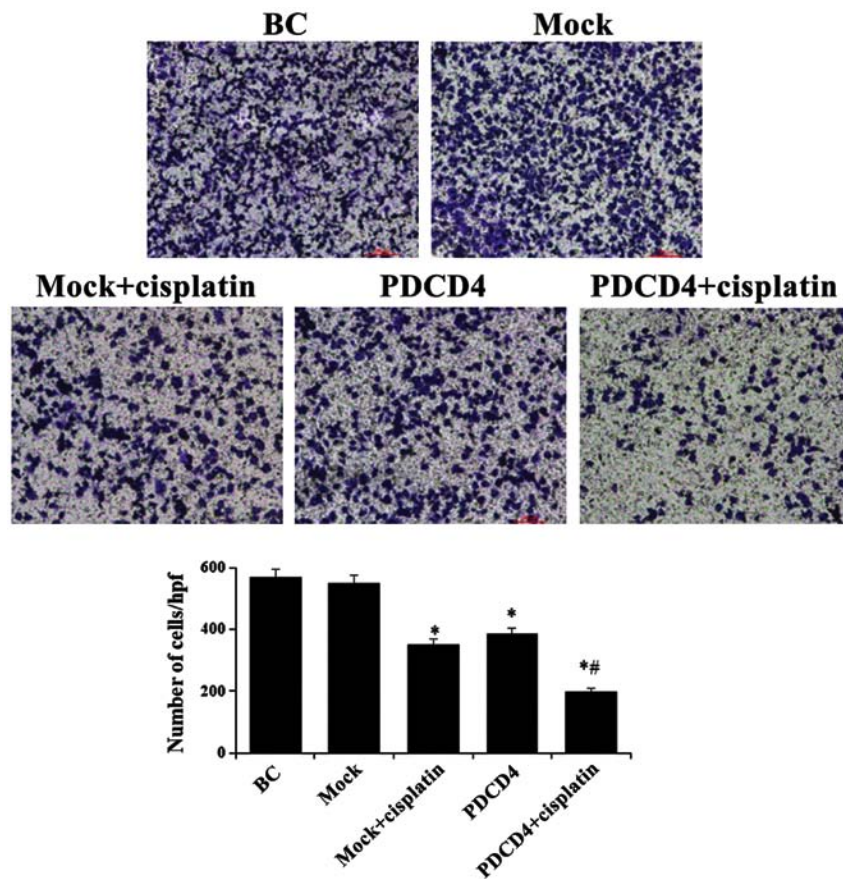 BC Mock
Mock+cisplatin PDCD4 PDCD4+cisplatin
Number of cells/hpf
600
400
200
0
*
*
*#
BC
Mock
Mock+cisplatin
PDCD4
PDCD4+cisplatin